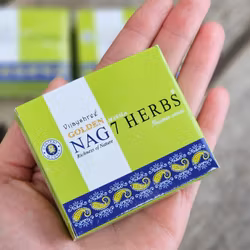 Vijayshree
GOLDEN
NAG
Richness of Nature
7 HERBS